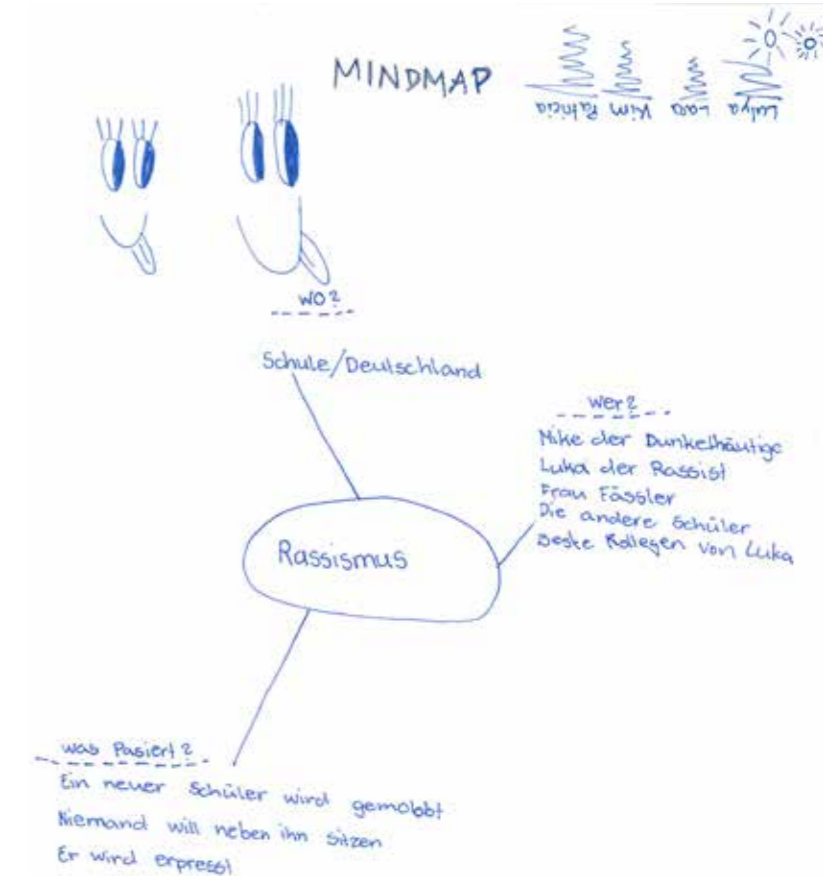 MINDMAP
Patricia Kim Lara Luiya
WO?
Schule/Deutschland
wer?
Mike der Dunkelhäutige
Luka der Rassist
Frau Fässler
Die andere Schüler
Beste Kollegen von Luka
Rassismus
was Pasiert?
Ein neuer Schüler wird gemobbt
Niemand will neben ihn sitzen
Er wird erpresst